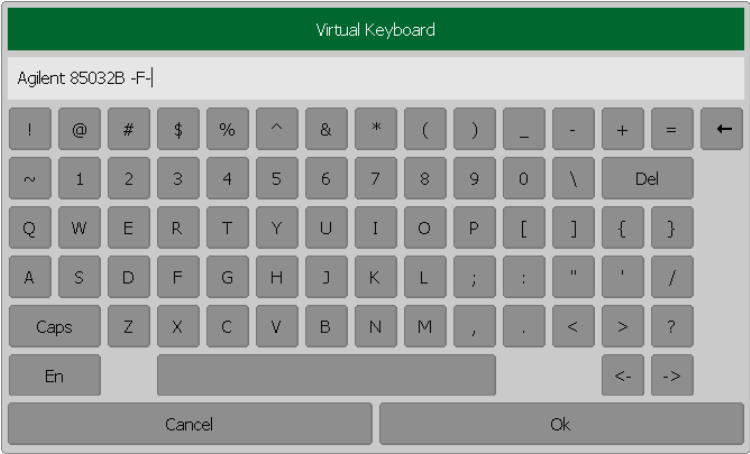 Virtual Keyboard
Agilent 85032B -F-
! @ # $ % ^ & * ( ) _ - + = ←
~ 1 2 3 4 5 6 7 8 9 0 \ Del
Q W E R T Y U I O P [ ] { }
A S D F G H J K L ; : " ' /
Caps Z X C V B N M , . < > ?
En <- ->
Cancel Ok